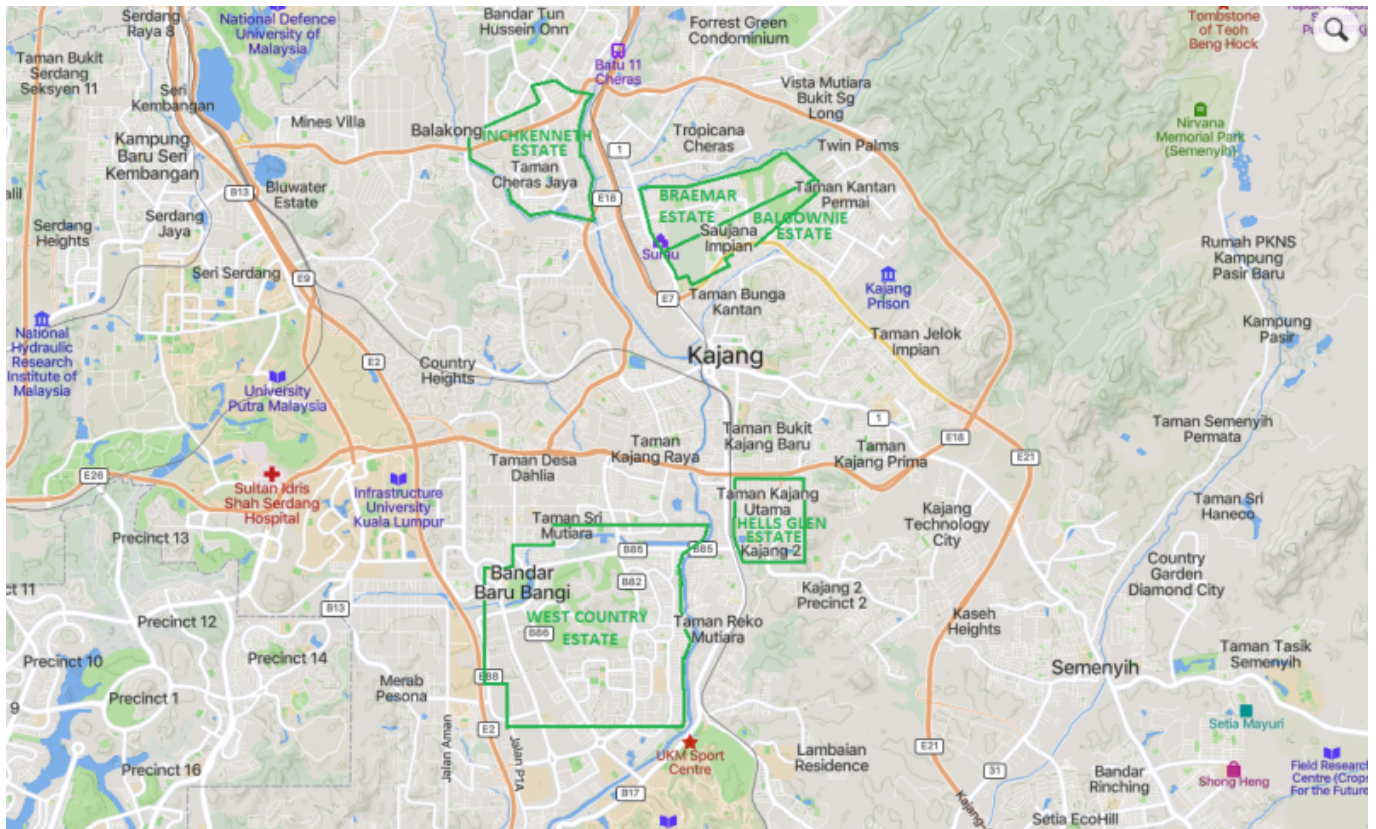 Serdang
Raya 8
National Defence
University of
Malaysia
Bandar Tun
Hussein Onn
Forrest Green
Condominium
Tombstone
of Teoh
Beng Hock
Taman Bukit
Serdang
Seksyen 11
Batu 11
Cheras
Seri
Kembangan
Vista Mutiara
Bukit Sg
Long
Mines Villa
Balakong
INCHKENNETH
ESTATE
Tropicana
Cheras
Nirvana
Memorial Park
(Semenyih)
Kampung
Baru Seri
Kembangan
1
Twin Palms
Taman
Cheras Jaya
B13
Bluwater
Estate
E18
BRAEMAR
ESTATE
Taman Kantan
Permai
BALGOWNIE
ESTATE
Serdang
Jaya
Serdang
Heights
Saujana
Impian
Surau
Rumah PKNS
Kampung
Pasir Baru
Seri Serdang
E9
E7
Taman Bunga
Kantan
Kajang
Prison
National
Hydraulic
Research
Institute of
Malaysia
Taman Jelok
Impian
Kampung
Pasir
E2
Country
Heights
Kajang
University
Putra Malaysia
1
Taman Bukit
Kajang Baru
Taman Semenyih
Permata
E18
Taman
Kajang Raya
Taman
Kajang Prima
E21
Taman Desa
Dahlia
E26
Sultan Idris
Shah Serdang
Hospital
Infrastructure
University
Kuala Lumpur
Taman Kajang
Utama
HELLS GLEN
ESTATE
Kajang 2
Kajang
Technology
City
Taman Sri
Haneco
Taman Sri
Mutiara
Precinct 13
B85
B85
Bandar
Baru Bangi
B82
Country
Garden
Diamond City
ct 11
Kajang 2
Precinct 2
B13
Precinct 12
WEST COUNTRY
ESTATE
B86
Taman Reko
Mutiara
Kaseh
Heights
Precinct 10
Precinct 14
Semenyih
Taman Tasik
Semenyih
Precinct 1
Merab
Pesona
E88
9
Setia Mayuri
E2
Jalan Aman
Jalan P1A
UKM Sport
Centre
E21
Lambaian
Residence
Precinct 16
31
Bandar
Rinching
Shong Heng
Field Research
Centre (Crops
For the Future
B17
Kajang-
Setia EcoHill